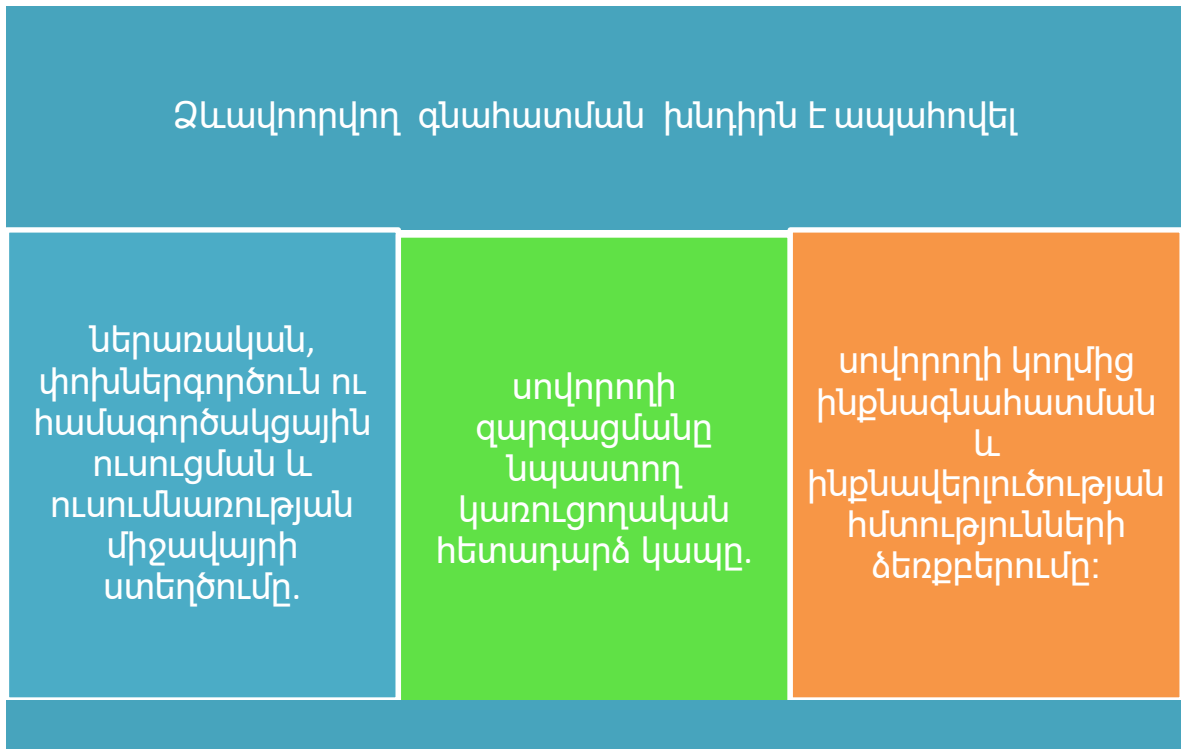 Ձևավոորվող գնահատման խնդիրն է ապահովել
ներառական,
փոխներգործուն ու
համագործակցային
ուսուցման և
ուսումնառության
միջավայրի
ստեղծումը.
սովորողի
զարգացմանը
նպաստող
կառուցողական
հետադարձ կապը.
սովորողի կողմից
ինքնագնահատման
և
ինքնավերլուծության
հմտությունների
ձեռքբերումը: